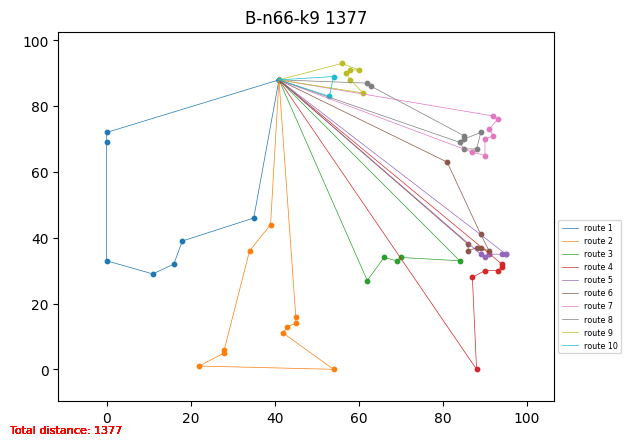 B-n66-k9 1377
100
80
60
40
20
0
0 20 40 60 80 100
route 1
route 2
route 3
route 4
route 5
route 6
route 7
route 8
route 9
route 10
Total distance: 1377